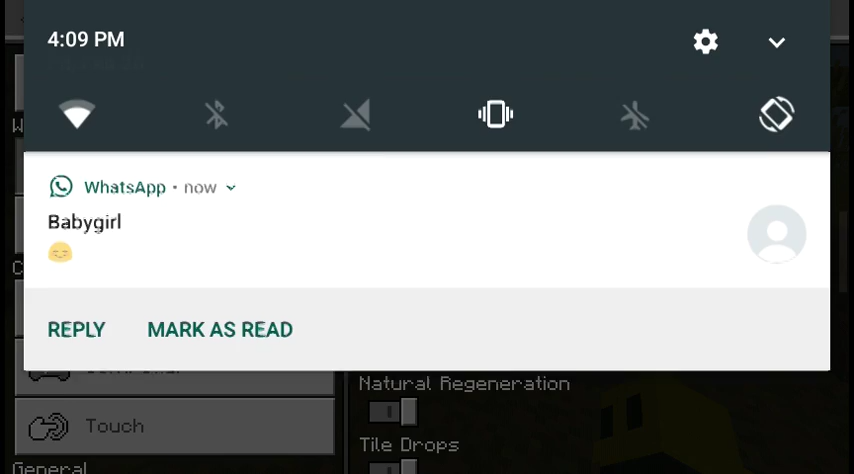 4:09 PM
WhatsApp • now
Babygirl
😌
REPLY
MARK AS READ
Natural Regeneration
Touch
Tile Drops
General